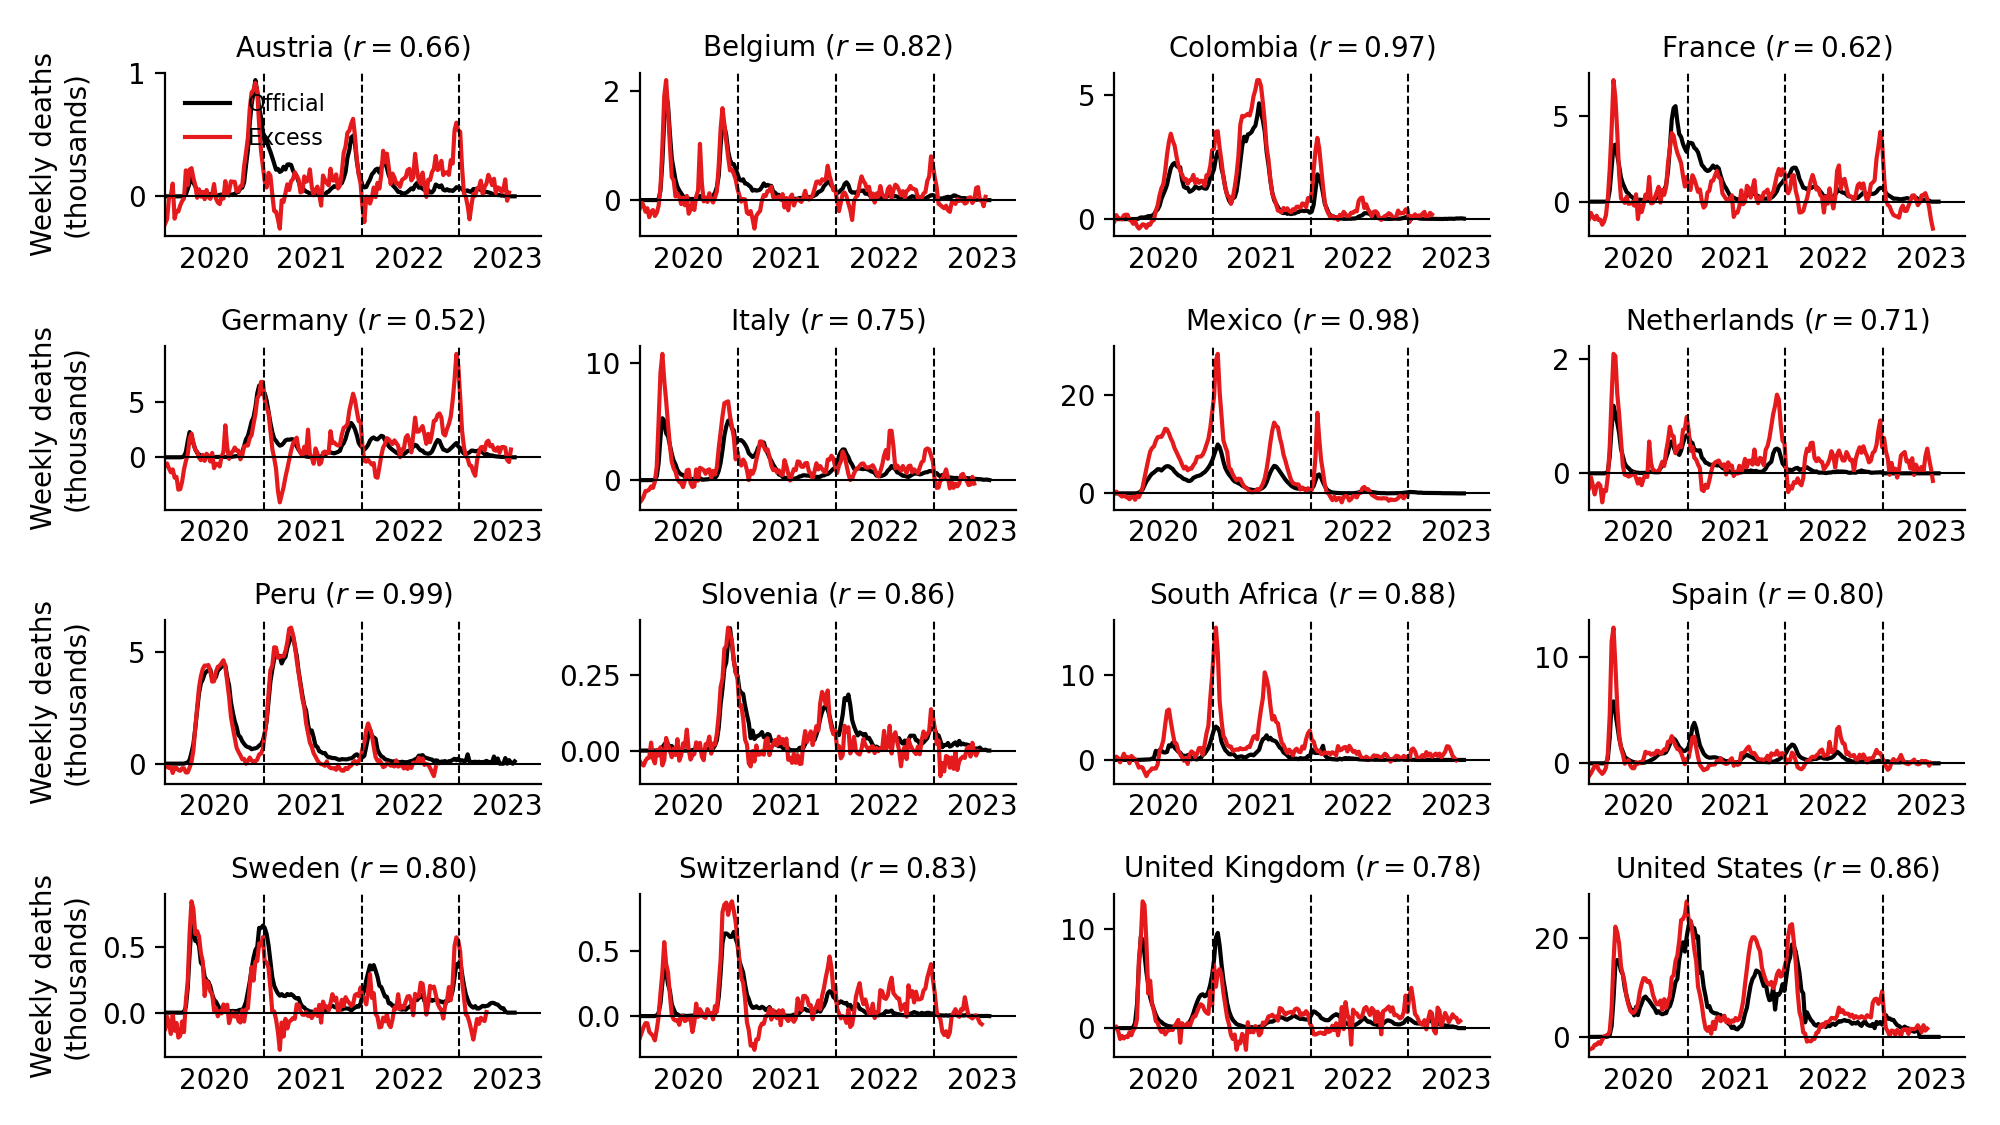 Austria (r = 0.66)
Belgium (r = 0.82)
Colombia (r = 0.97)
France (r = 0.62)
Weekly deaths
(thousands)
1
0
Official
Excess
2
0
5
0
5
0
2020 2021 2022 2023
2020 2021 2022 2023
2020 2021 2022 2023
2020 2021 2022 2023
Germany (r = 0.52)
Italy (r = 0.75)
Mexico (r = 0.98)
Netherlands (r = 0.71)
Weekly deaths
(thousands)
5
0
10
0
20
0
2
0
2020 2021 2022 2023
2020 2021 2022 2023
2020 2021 2022 2023
2020 2021 2022 2023
Peru (r = 0.99)
Slovenia (r = 0.86)
South Africa (r = 0.88)
Spain (r = 0.80)
Weekly deaths
(thousands)
5
0
0.25
0.00
10
0
10
0
2020 2021 2022 2023
2020 2021 2022 2023
2020 2021 2022 2023
2020 2021 2022 2023
Sweden (r = 0.80)
Switzerland (r = 0.83)
United Kingdom (r = 0.78)
United States (r = 0.86)
Weekly deaths
(thousands)
0.5
0.0
0.5
0.0
10
0
20
0
2020 2021 2022 2023
2020 2021 2022 2023
2020 2021 2022 2023
2020 2021 2022 2023